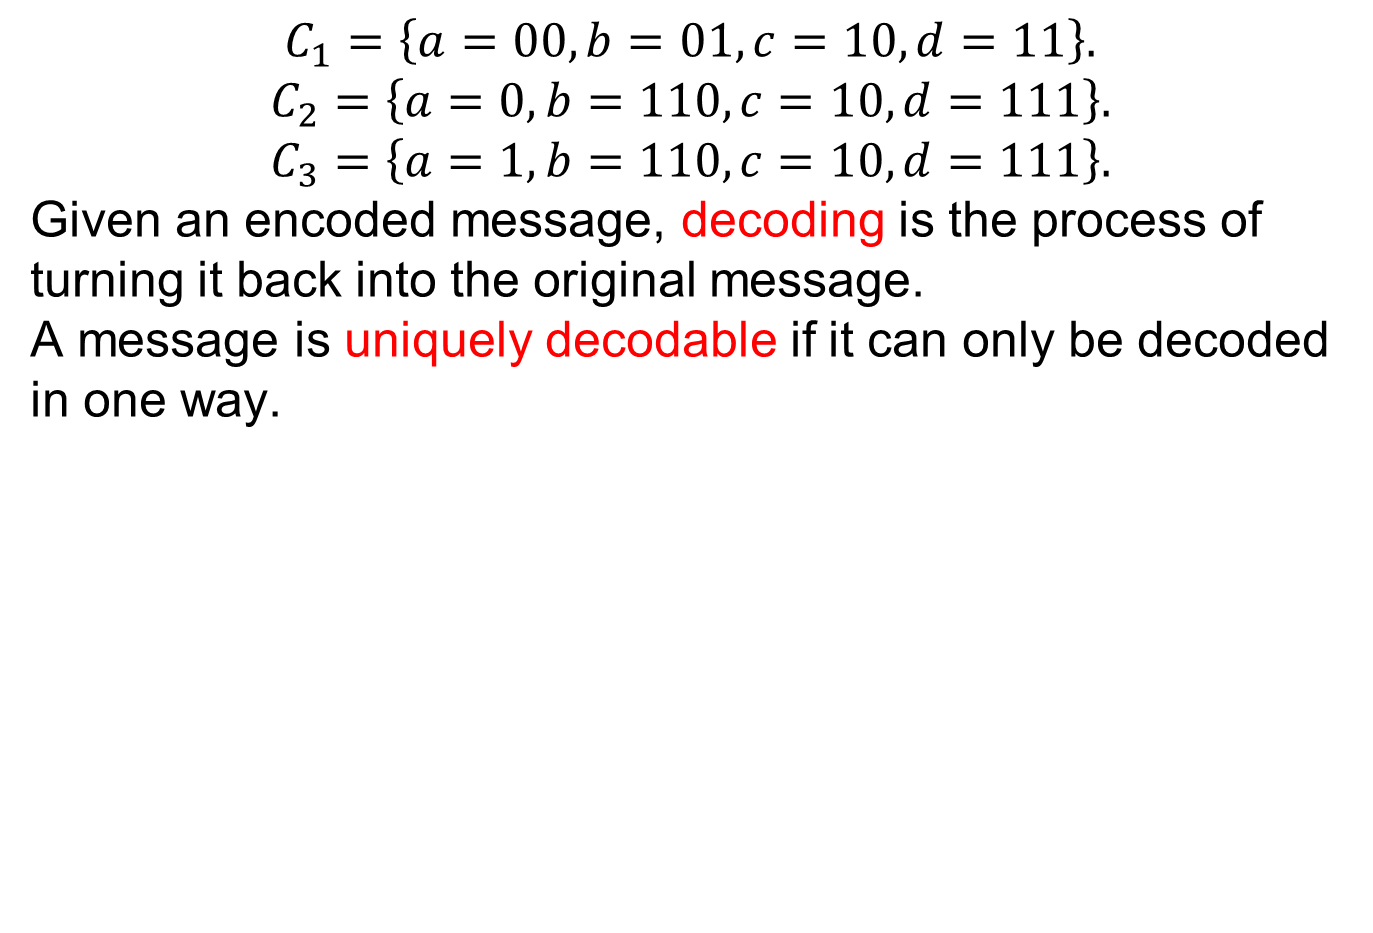 C₁ = {a = 00, b = 01, c = 10, d = 11}.
C₂ = {a = 0, b = 110, c = 10, d = 111}.
C₃ = {a = 1, b = 110, c = 10, d = 111}.
Given an encoded message, decoding is the process of
turning it back into the original message.
A message is uniquely decodable if it can only be decoded
in one way.